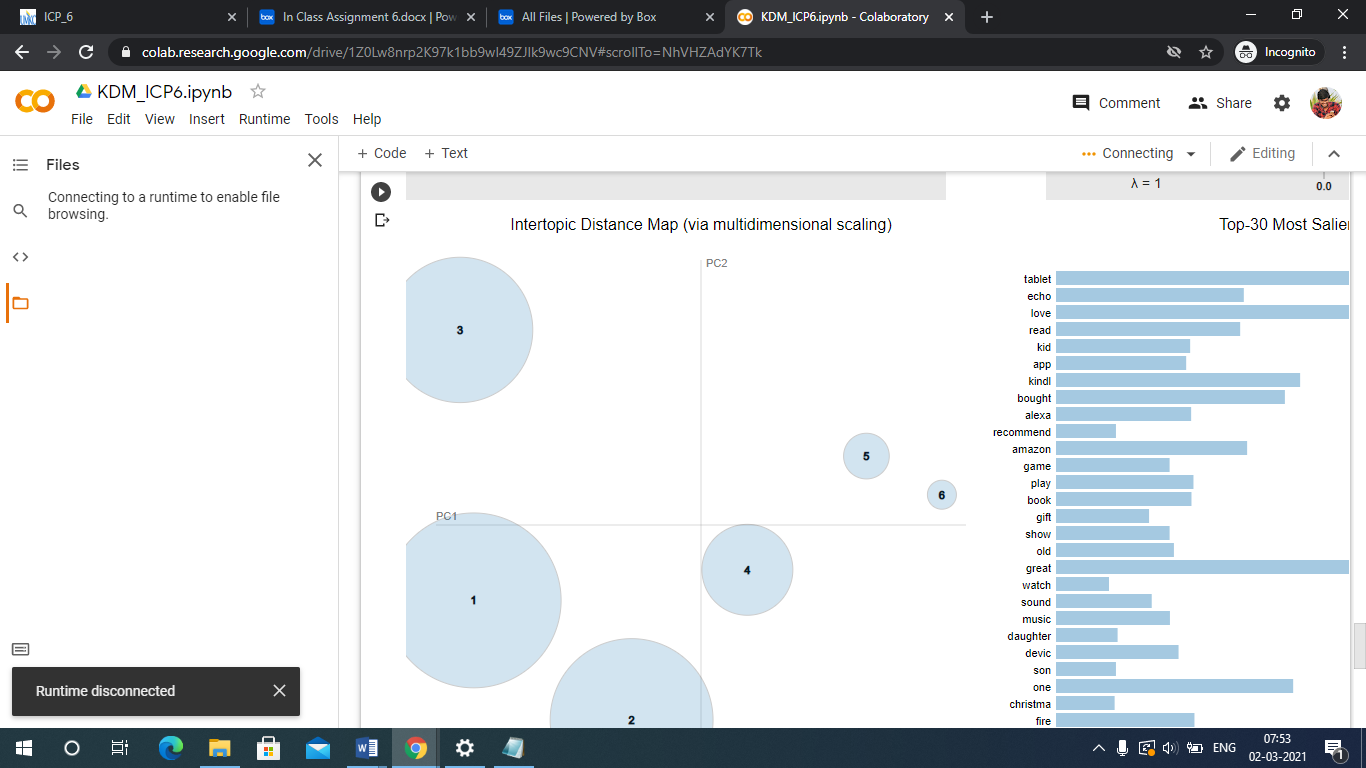 ICP_6
In Class Assignment 6.docx | Pow
All Files | Powered by Box
KDM_ICP6.ipynb - Colaboratory
colab.research.google.com/drive/1Z0Lw8nrp2K97k1bb9wI49ZJIk9wc9CNV#scrollTo=NhVHZAdYK7Tk
Incognito
KDM_ICP6.ipynb
File Edit View Insert Runtime Tools Help
Comment
Share
Files
Connecting to a runtime to enable file
browsing.
+ Code + Text
Connecting
Editing
λ = 1
0.0
Intertopic Distance Map (via multidimensional scaling)
Top-30 Most Salie
PC2
PC1
3
5
6
4
1
2
tablet
echo
love
read
kid
app
kindl
bought
alexa
recommend
amazon
game
play
book
gift
show
old
great
watch
sound
music
daughter
devic
son
one
christma
fire
Runtime disconnected
ENG
07:53
02-03-2021
1